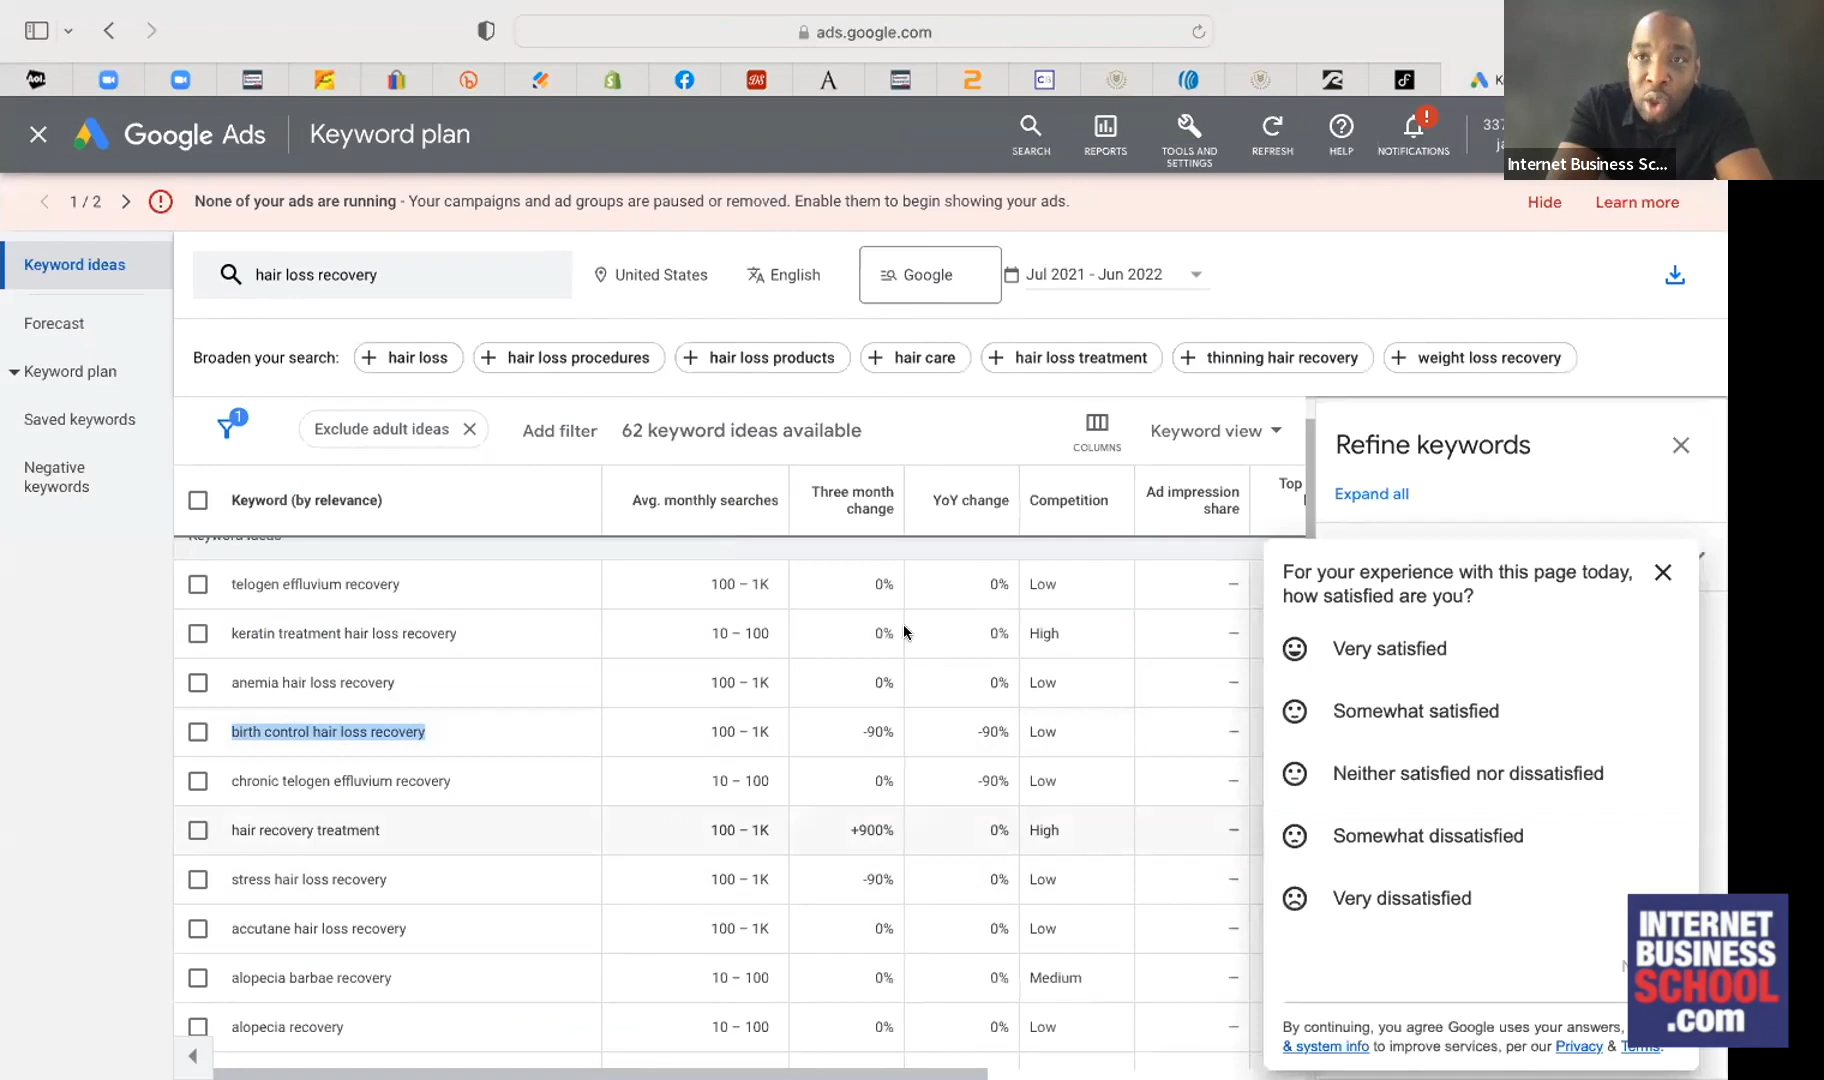 ads.google.com
Aol.
Google Ads
Keyword plan
SEARCH
REPORTS
TOOLS AND
SETTINGS
REFRESH
HELP
NOTIFICATIONS
337
Internet Business Sc...
1 / 2
None of your ads are running - Your campaigns and ad groups are paused or removed. Enable them to begin showing your ads.
Hide
Learn more
Keyword ideas
Forecast
Keyword plan
Saved keywords
Negative
keywords
hair loss recovery
United States
English
Google
Jul 2021 - Jun 2022
Broaden your search:
hair loss
hair loss procedures
hair loss products
hair care
hair loss treatment
thinning hair recovery
weight loss recovery
1
Exclude adult ideas
Add filter
62 keyword ideas available
COLUMNS
Keyword view
Refine keywords
Expand all
Keyword (by relevance)
Avg. monthly searches
Three month
change
YoY change
Competition
Ad impression
share
Top
Keyword ideas
telogen effluvium recovery 100 – 1K 0% 0% Low –
keratin treatment hair loss recovery 10 – 100 0% 0% High –
anemia hair loss recovery 100 – 1K 0% 0% Low –
birth control hair loss recovery 100 – 1K -90% -90% Low –
chronic telogen effluvium recovery 10 – 100 0% -90% Low –
hair recovery treatment 100 – 1K +900% 0% High –
stress hair loss recovery 100 – 1K -90% 0% Low –
accutane hair loss recovery 100 – 1K 0% 0% Low –
alopecia barbae recovery 10 – 100 0% 0% Medium –
alopecia recovery 10 – 100 0% 0% Low –
For your experience with this page today,
how satisfied are you?
Very satisfied
Somewhat satisfied
Neither satisfied nor dissatisfied
Somewhat dissatisfied
Very dissatisfied
By continuing, you agree Google uses your answers,
& system info to improve services, per our Privacy & Terms.
INTERNET
BUSINESS
SCHOOL
.com